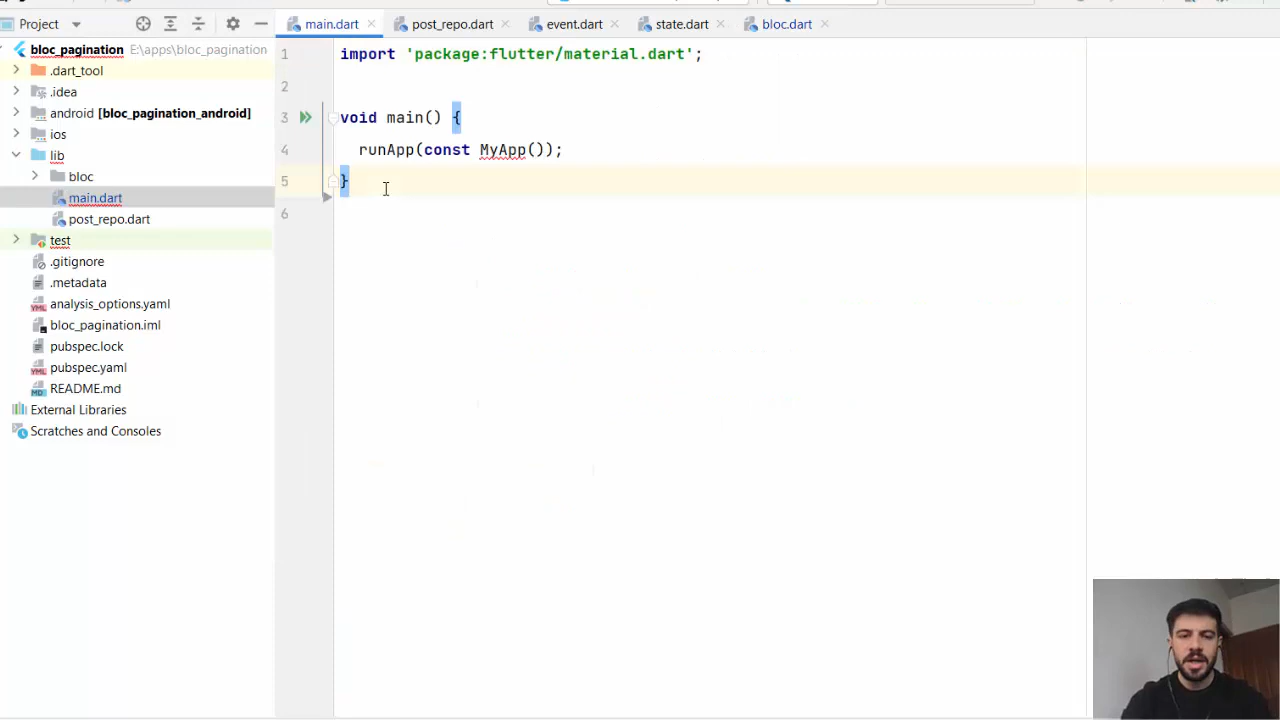 Project
main.dart
post_repo.dart
event.dart
state.dart
bloc.dart
bloc_pagination E:\apps\bloc_pagination
.dart_tool
.idea
android [bloc_pagination_android]
ios
lib
bloc
main.dart
post_repo.dart
test
.gitignore
.metadata
analysis_options.yaml
bloc_pagination.iml
pubspec.lock
pubspec.yaml
README.md
External Libraries
Scratches and Consoles
1 import 'package:flutter/material.dart';
2
3 void main() {
4 runApp(const MyApp());
5 }
6